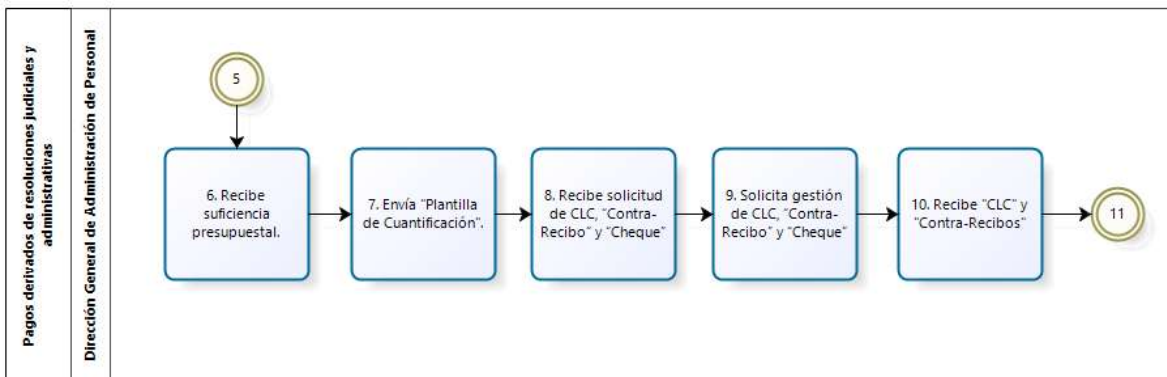 Pagos derivados de resoluciones judiciales y
administrativas
Dirección General de Administración de Personal
5
6. Recibe
suficiencia
presupuestal.
7. Envía "Plantilla
de Cuantificación".
8. Recibe solicitud
de CLC, "Contra-
Recibo" y "Cheque"
9. Solicita gestión
de CLC, "Contra-
Recibo" y "Cheque"
10. Recibe "CLC" y
"Contra-Recibos"
11